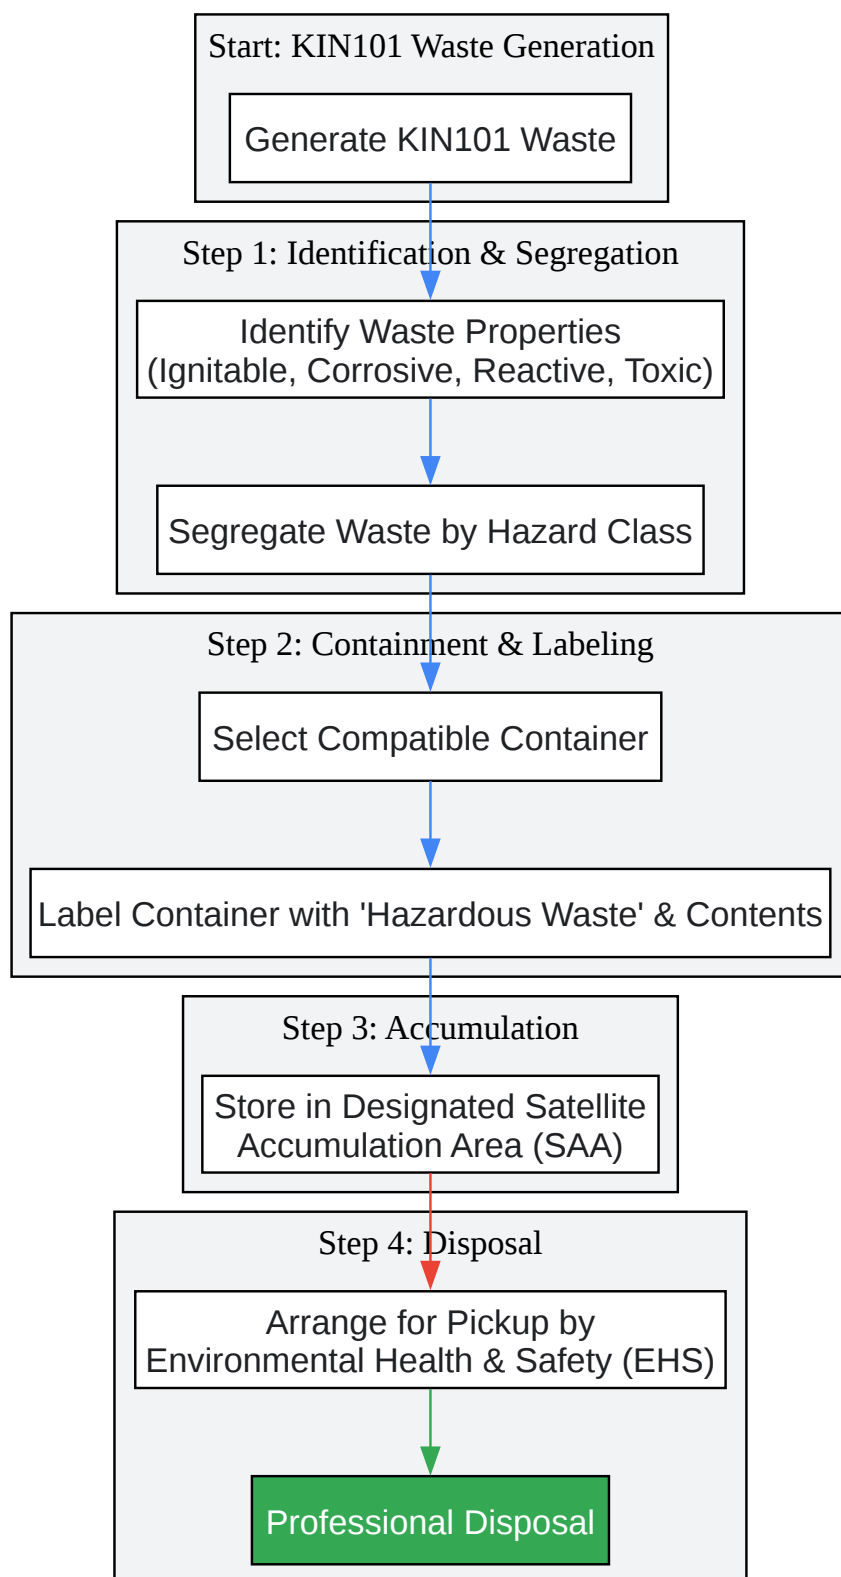 Start: KIN101 Waste Generation
Generate KIN101 Waste
Step 1: Identification & Segregation
Identify Waste Properties
(Ignitable, Corrosive, Reactive, Toxic)
Segregate Waste by Hazard Class
Step 2: Containment & Labeling
Select Compatible Container
Label Container with 'Hazardous Waste' & Contents
Step 3: Accumulation
Store in Designated Satellite
Accumulation Area (SAA)
Step 4: Disposal
Arrange for Pickup by
Environmental Health & Safety (EHS)
Professional Disposal